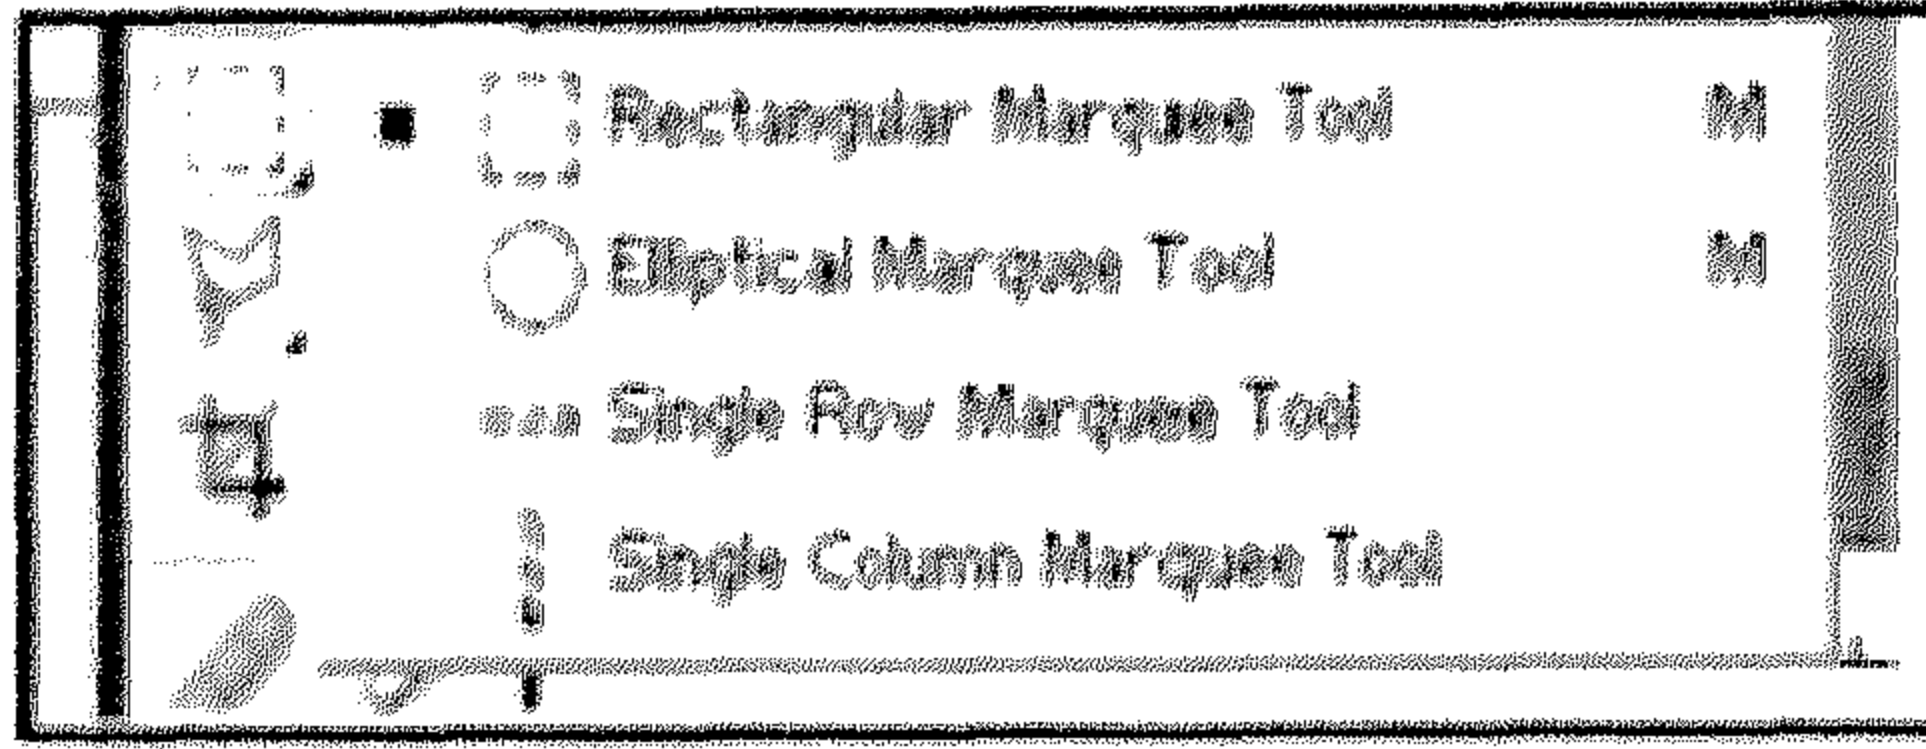 Rectangular Marquee Tool M
Elliptical Marquee Tool M
Single Row Marquee Tool
Single Column Marquee Tool